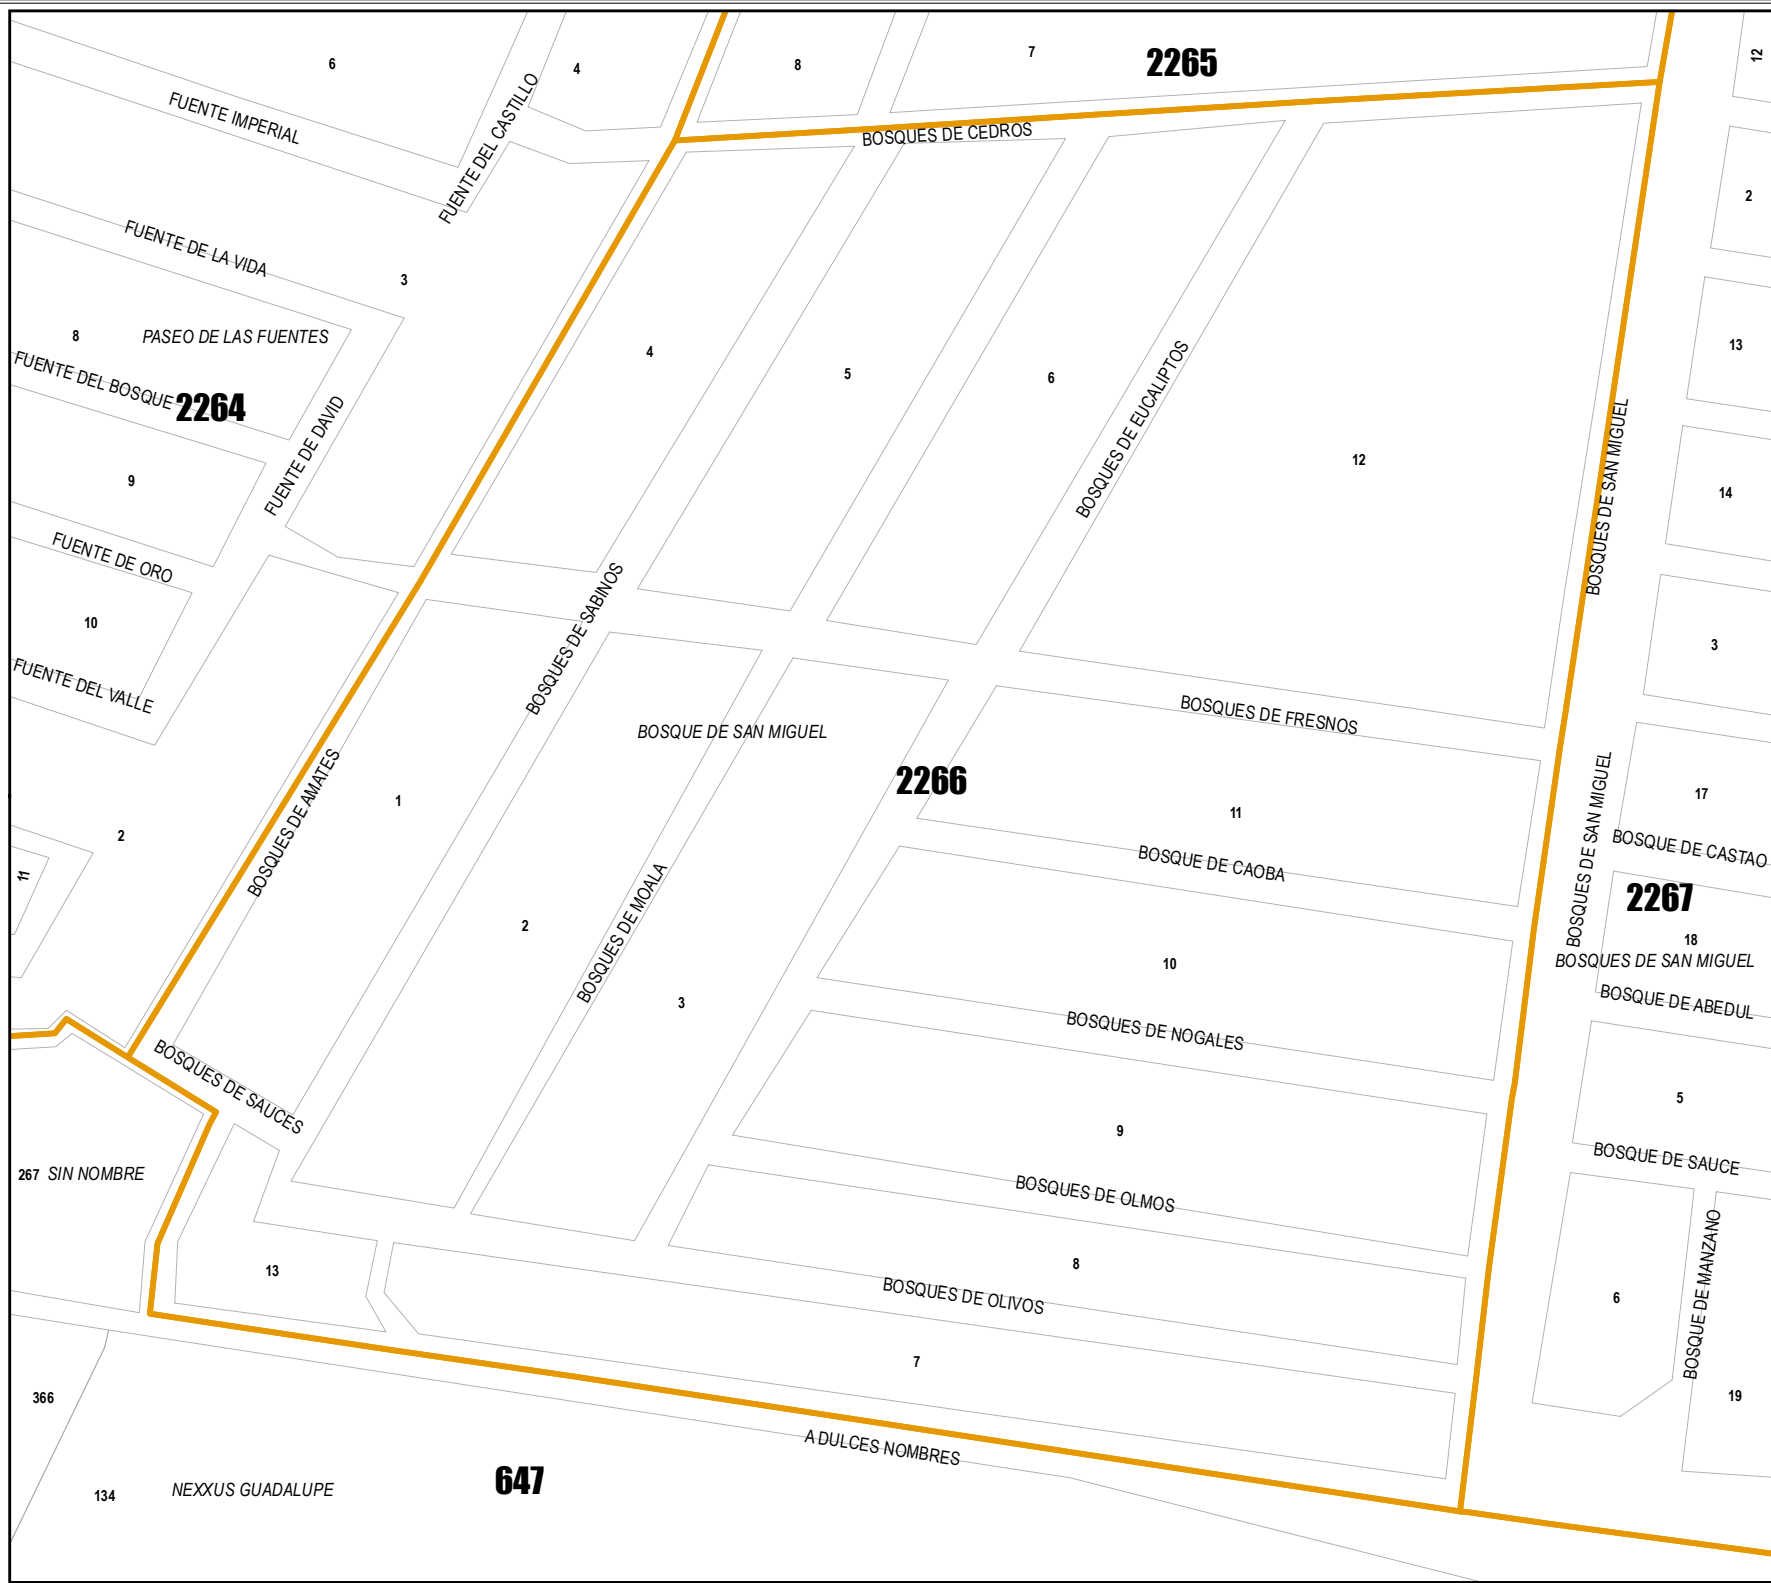 6
4
8
7
2265
12
FUENTE IMPERIAL
FUENTE DEL CASTILLO
BOSQUES DE CEDROS
2
FUENTE DE LA VIDA
3
8
PASEO DE LAS FUENTES
4
5
6
BOSQUES DE EUCALIPTOS
13
FUENTE DEL BOSQUE
2264
FUENTE DE DAVID
12
BOSQUES DE SAN MIGUEL
9
14
FUENTE DE ORO
10
BOSQUES DE SABINOS
3
FUENTE DEL VALLE
BOSQUE DE SAN MIGUEL
BOSQUES DE FRESNOS
2266
BOSQUES DE AMATES
1
11
17
2
BOSQUES DE SAN MIGUEL
BOSQUE DE CASTAO
11
BOSQUE DE CAOBA
2267
2
BOSQUES DE MOALA
18
10
BOSQUES DE SAN MIGUEL
3
BOSQUE DE ABEDUL
BOSQUES DE NOGALES
BOSQUES DE SAUCES
5
9
BOSQUE DE SAUCE
267
SIN NOMBRE
BOSQUES DE OLMOS
13
8
BOSQUES DE OLIVOS
6
BOSQUE DE MANZANO
7
366
19
A DULCES NOMBRES
647
NEXXUS GUADALUPE
134